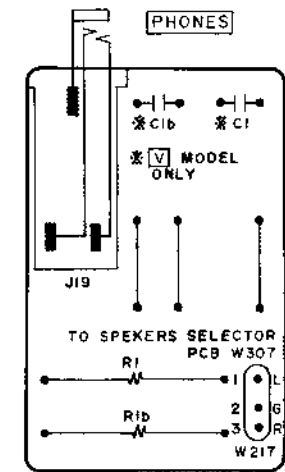 PHONES
※ C1b ※ C1
※ V MODEL
ONLY
J19
TO SPEKERS SELECTOR
PCB W307
R1
1 L
2 G
R1b
3 R
W217